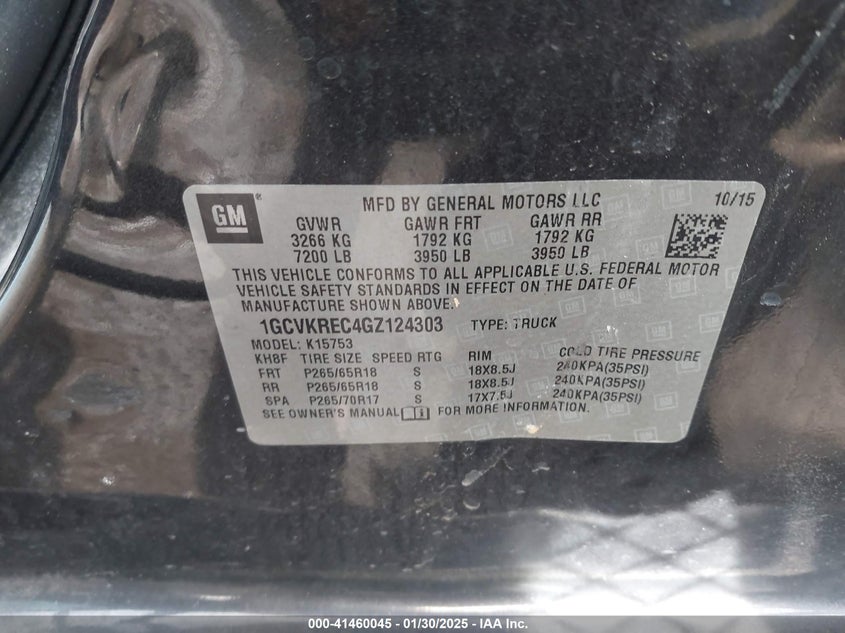 GM
MFD BY GENERAL MOTORS LLC 10/15
GVWR GAWR FRT GAWR RR
3266 KG 1792 KG 1792 KG
7200 LB 3950 LB 3950 LB
THIS VEHICLE CONFORMS TO ALL APPLICABLE U.S. FEDERAL MOTOR
VEHICLE SAFETY STANDARDS IN EFFECT ON THE DATE OF
MANUFACTURE SHOWN ABOVE.
1GCVKREC4GZ124303 TYPE: TRUCK
MODEL: K15753
KH8F TIRE SIZE SPEED RTG RIM COLD TIRE PRESSURE
FRT P265/65R18 S 18X8.5J 240KPA(35PSI)
RR P265/65R18 S 18X8.5J 240KPA(35PSI)
SPA P265/70R17 S 17X7.5J 240KPA(35PSI)
SEE OWNER'S MANUAL FOR MORE INFORMATION.
000-41460045 - 01/30/2025 - IAA Inc.